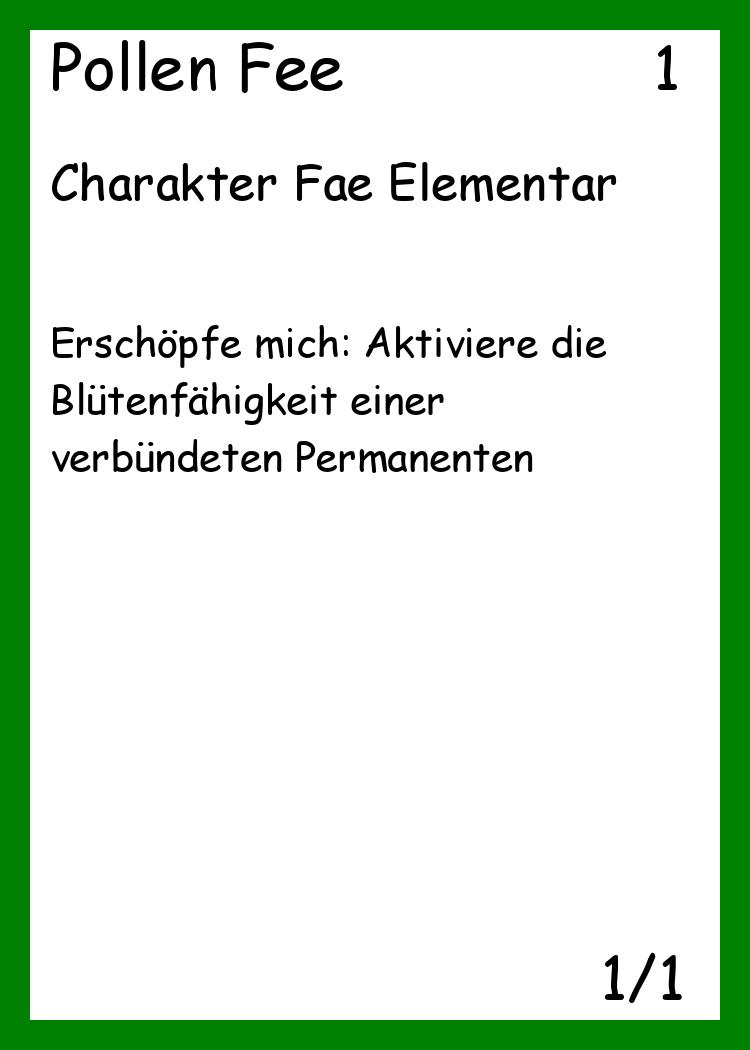 Pollen Fee 1
Charakter Fae Elementar
Erschöpfe mich: Aktiviere die
Blütenfähigkeit einer
verbündeten Permanenten
1/1